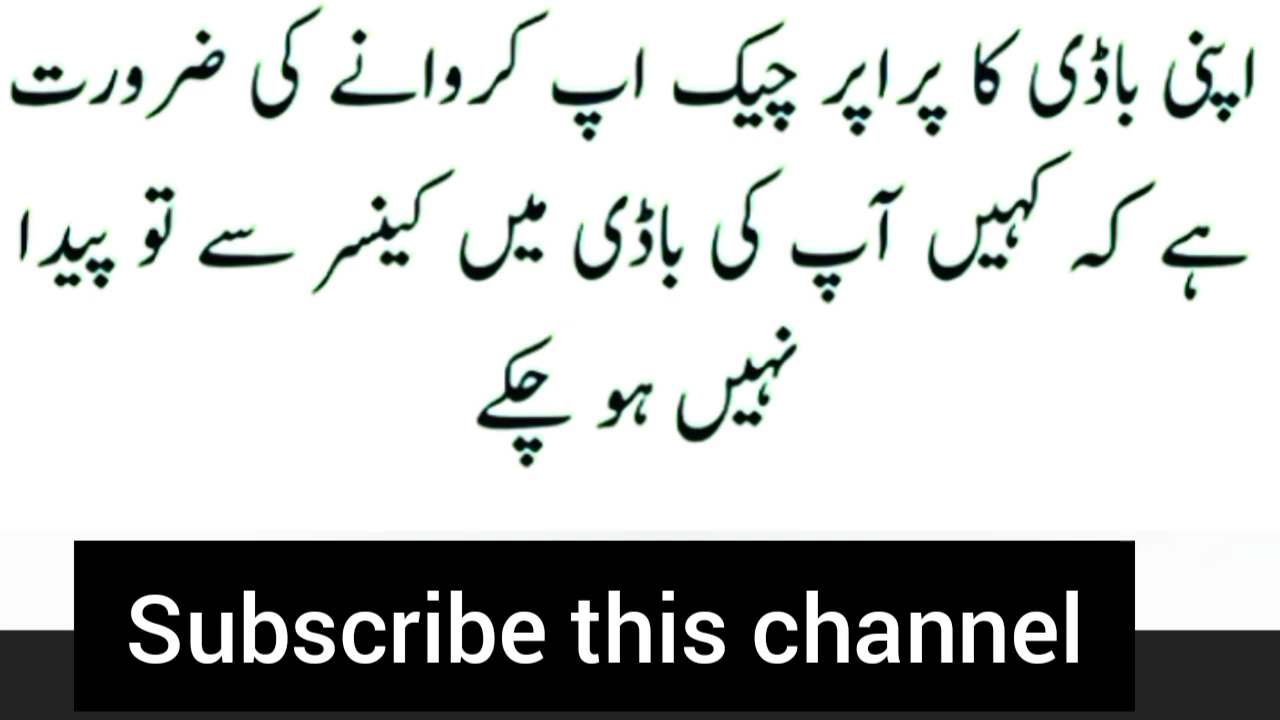 اپنی باڈی کا پراپر چیک اپ کروانے کی ضرورت
ہے کہ کہیں آپ کی باڈی میں کینسر سے تو پیدا
نہیں ہو چکے
Subscribe this channel